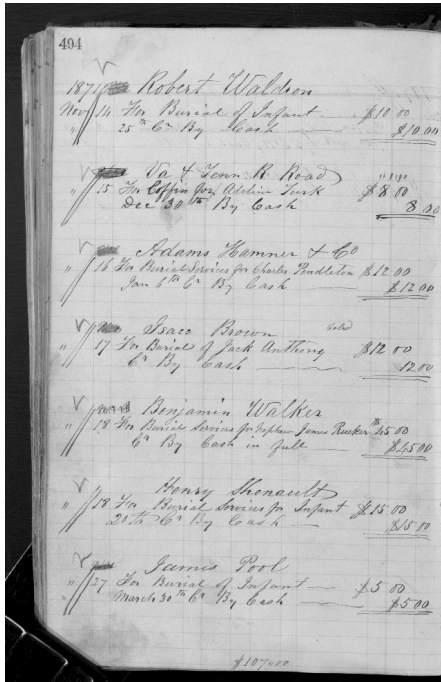 494
Robert Waldron
1871
Nov 14 For Burial of Infant $10 00
25th Cr By Cash $10 00
Va & Tenn R. Road
" 15 For Coffin for Adeline Turk $8 00
Dec 30th By Cash 8.00
Adams Hamner & Co
" 16 For Burial Services for Charles Pendleton $12 00
Jan 6th Cr By Cash $12 00
Isaac Brown
" 17 For Burial of Jack Anthony $12 00
Cr By Cash 12 00
Benjamin Walker
" 18 For Burial Services for Nephew James Rucker 45 00
Cr By Cash in full $45 00
Henry Shenault
" 18 For Burial Services for Infant $15 00
20th Cr By Cash $15 00
James Pool
" 27 For Burial of Infant $5 00
March 30th Cr By Cash $5 00
$107.00